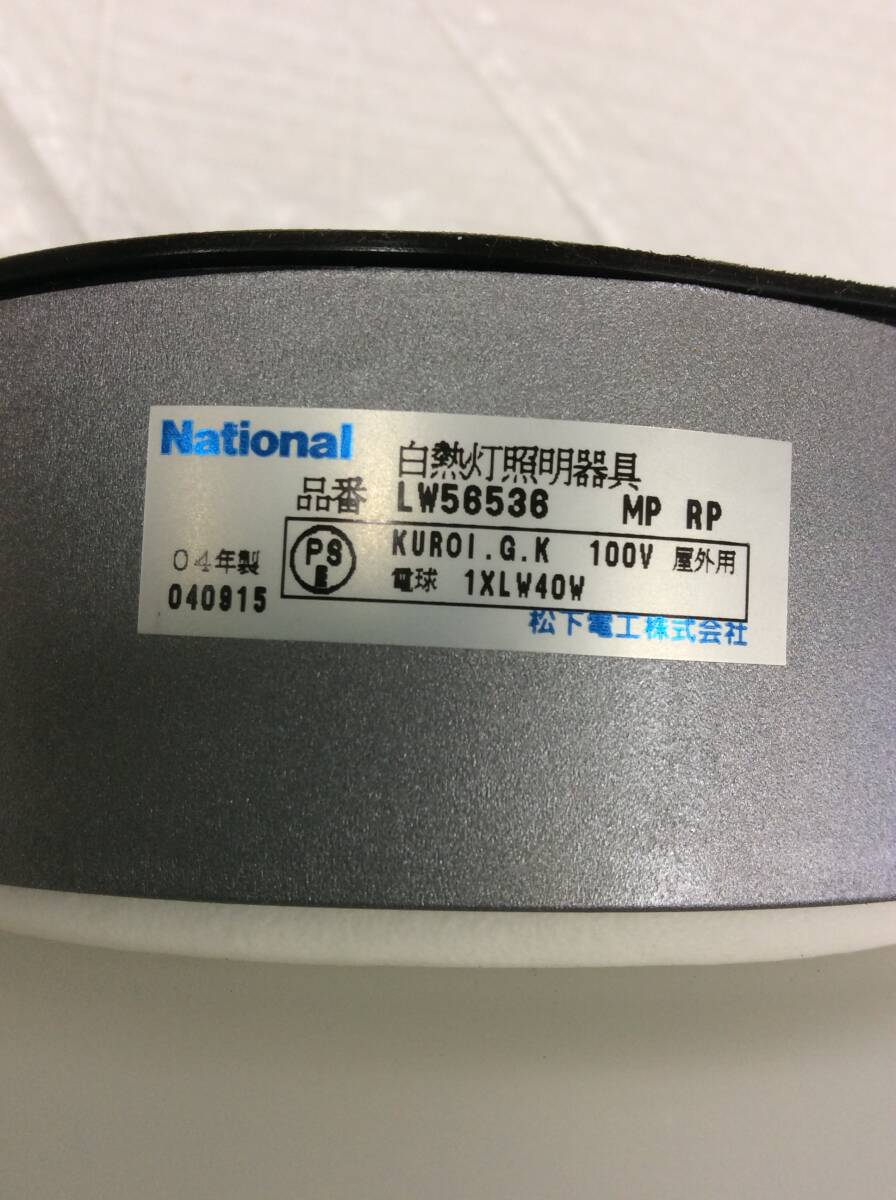 National 白熱灯照明器具
品番 LW56536 MP RP
04年製 PS E KUROI.G.K 100V 屋外用
040915 電球 1XLW40W
松下電工株式会社